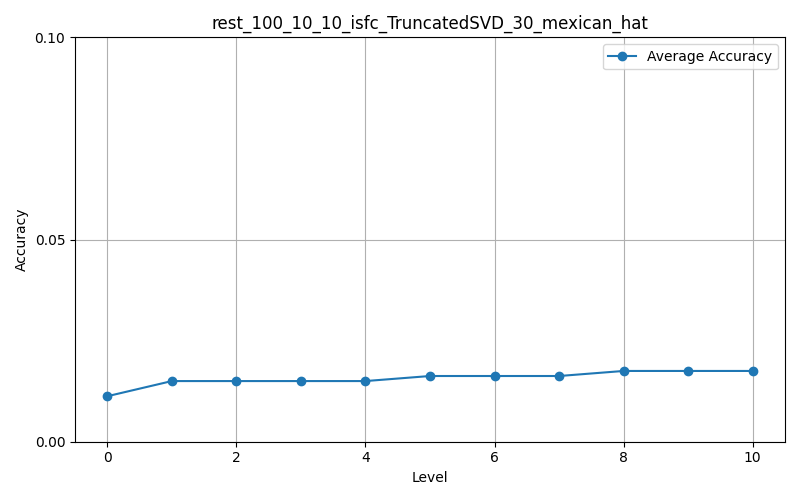 rest_100_10_10_isfc_TruncatedSVD_30_mexican_hat
Average Accuracy
0.10
0.05
0.00
Accuracy
0 2 4 6 8 10
Level